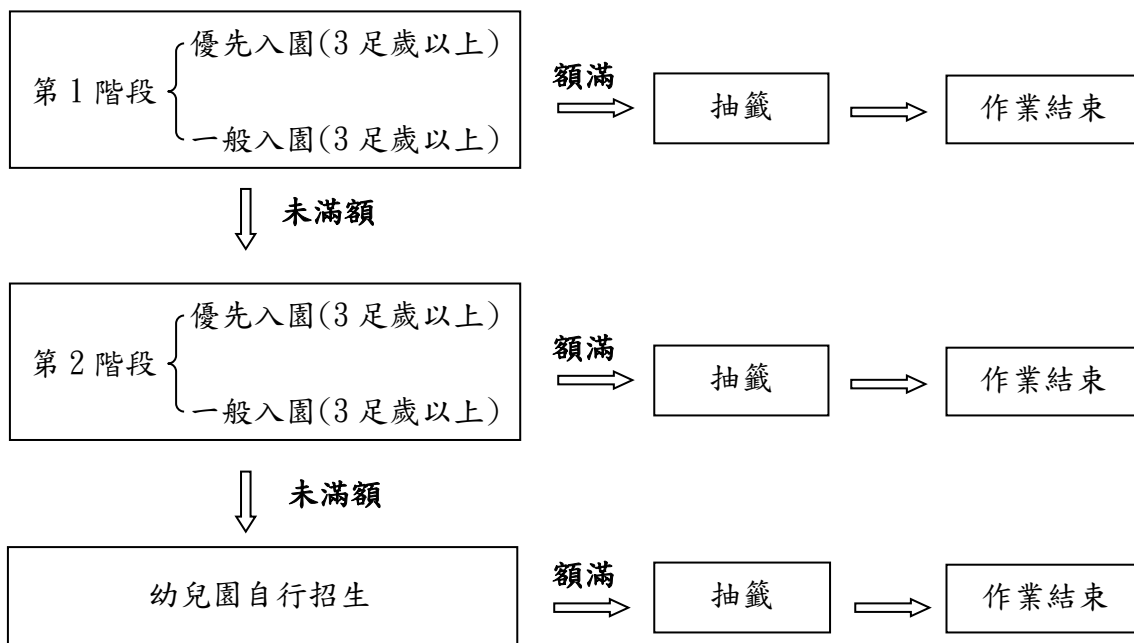 優先入園(3 足歲以上)
第 1 階段
一般入園(3 足歲以上)
額滿
抽籤
作業結束
未滿額
優先入園(3 足歲以上)
第 2 階段
一般入園(3 足歲以上)
額滿
抽籤
作業結束
未滿額
幼兒園自行招生
額滿
抽籤
作業結束